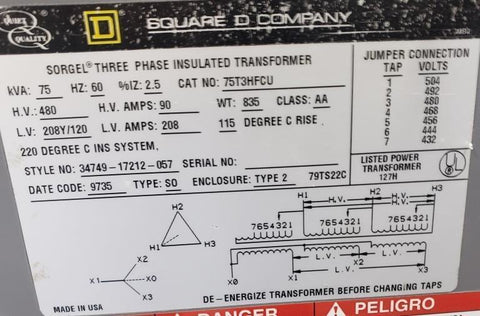 QUIET
QUALITY
D SQUARE D COMPANY
SORGEL® THREE PHASE INSULATED TRANSFORMER
kVA: 75 HZ: 60 %IZ: 2.5 CAT NO: 75T3HFCU
H.V.: 480 H.V. AMPS: 90 WT: 835 CLASS: AA
L.V: 208Y/120 L.V. AMPS: 208 115 DEGREE C RISE,
220 DEGREE C INS SYSTEM,
STYLE NO: 34749-17212-057 SERIAL NO:
DATE CODE: 9735 TYPE: SO ENCLOSURE: TYPE 2 79TS22C
JUMPER CONNECTION
TAP VOLTS
1 504
2 492
3 480
4 468
5 456
6 444
7 432
LISTED POWER
TRANSFORMER
127H
UL
H2
H1 H3
X2
X1 X0
X3
H1 H.V. H2 H.V. H3
H.V.
7654321 7654321 7654321
L.V. L.V.
X0 X1 L.V. X2 X3
MADE IN USA
DE-ENERGIZE TRANSFORMER BEFORE CHANGING TAPS
DANGER PELIGRO